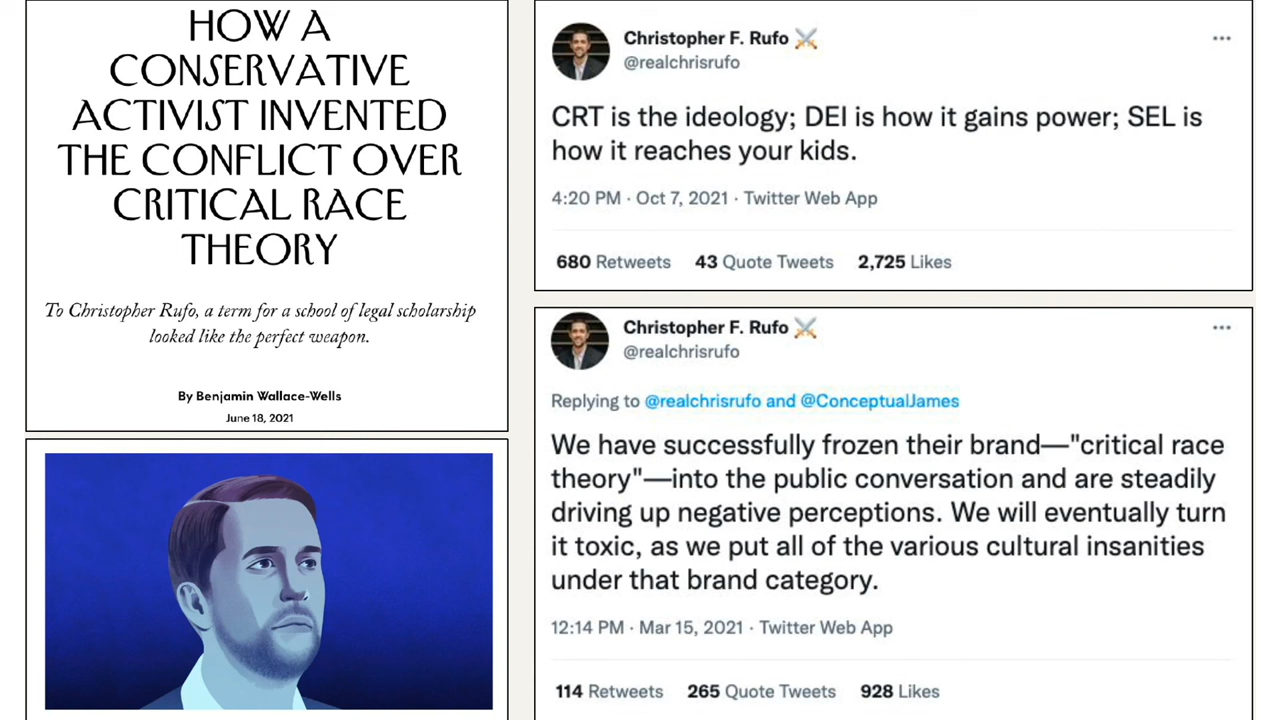 HOW A
CONSERVATIVE
ACTIVIST INVENTED
THE CONFLICT OVER
CRITICAL RACE
THEORY
To Christopher Rufo, a term for a school of legal scholarship
looked like the perfect weapon.
By Benjamin Wallace-Wells
June 18, 2021
Christopher F. Rufo ⚔️
@realchrisrufo
CRT is the ideology; DEI is how it gains power; SEL is
how it reaches your kids.
4:20 PM · Oct 7, 2021 · Twitter Web App
680 Retweets 43 Quote Tweets 2,725 Likes
Christopher F. Rufo ⚔️
@realchrisrufo
Replying to @realchrisrufo and @ConceptualJames
We have successfully frozen their brand—"critical race
theory"—into the public conversation and are steadily
driving up negative perceptions. We will eventually turn
it toxic, as we put all of the various cultural insanities
under that brand category.
12:14 PM · Mar 15, 2021 · Twitter Web App
114 Retweets 265 Quote Tweets 928 Likes